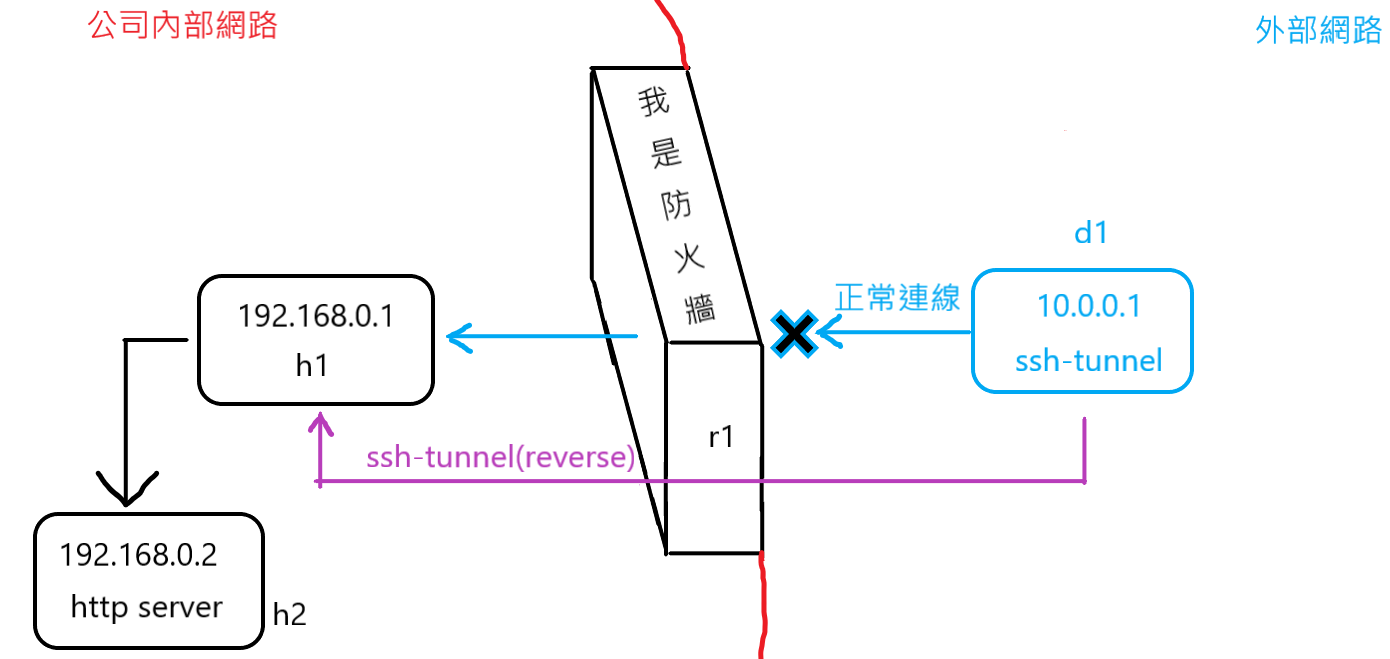 公司內部網路
外部網路
我是防火牆
d1
正常連線
10.0.0.1
ssh-tunnel
192.168.0.1
h1
r1
ssh-tunnel(reverse)
192.168.0.2
http server
h2